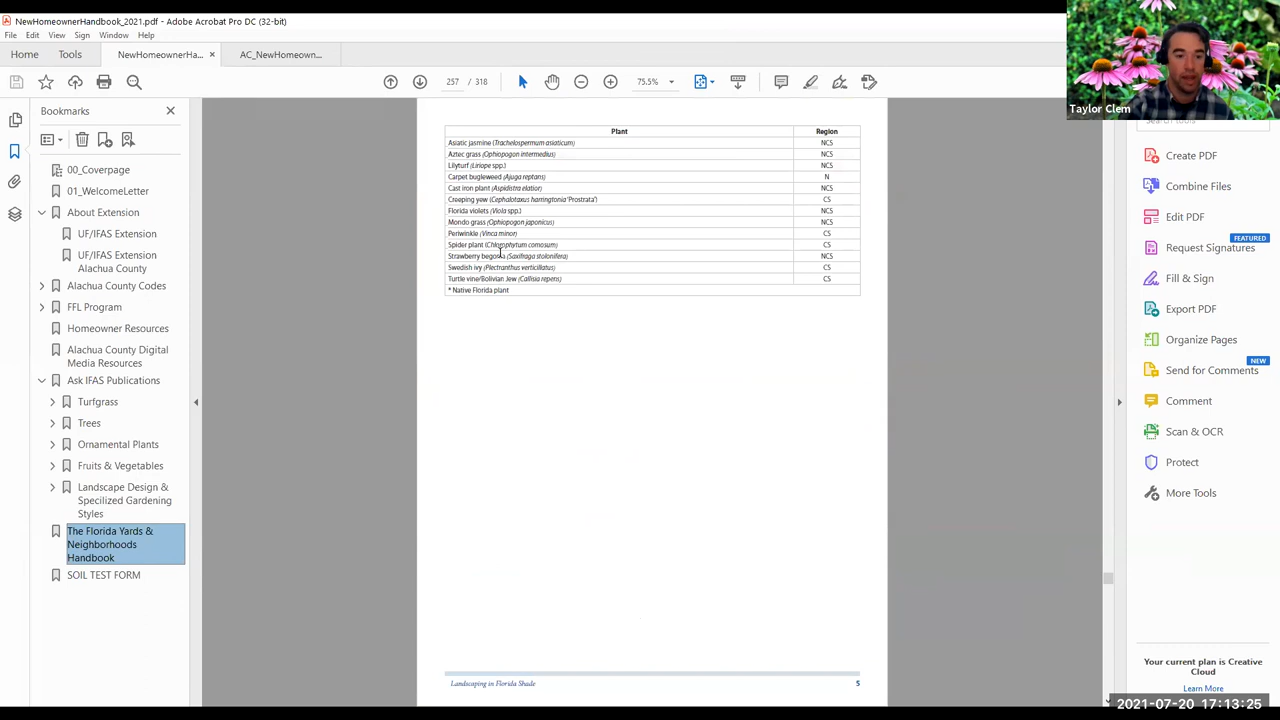 NewHomeownerHandbook_2021.pdf - Adobe Acrobat Pro DC (32-bit)
File Edit View Sign Window Help
Home Tools NewHomeownerHa... × AC_NewHomeown...
257 / 318 75.5%
Taylor Clem
Bookmarks
00_Coverpage
01_WelcomeLetter
About Extension
UF/IFAS Extension
UF/IFAS Extension
Alachua County
Alachua County Codes
FFL Program
Homeowner Resources
Alachua County Digital
Media Resources
Ask IFAS Publications
Turfgrass
Trees
Ornamental Plants
Fruits & Vegetables
Landscape Design &
Specilized Gardening
Styles
The Florida Yards &
Neighborhoods
Handbook
SOIL TEST FORM
Plant Region
Asiatic jasmine (Trachelospermum asiaticum) NCS
Aztec grass (Ophiopogon intermedius) NCS
Lilyturf (Liriope spp.) NCS
Carpet bugleweed (Ajuga reptans) N
Cast iron plant (Aspidistra elatior) NCS
Creeping yew (Cephalotaxus harringtonia 'Prostrata') CS
Florida violets (Viola spp.) NCS
Mondo grass (Ophiopogon japonicus) NCS
Periwinkle (Vinca minor) CS
Spider plant (Chlorophytum comosum) CS
Strawberry begonia (Saxifraga stolonifera) NCS
Swedish ivy (Plectranthus verticillatus) CS
Turtle vine/Bolivian Jew (Callisia repens) CS
* Native Florida plant
Landscaping in Florida Shade 5
Search tools
Create PDF
Combine Files
Edit PDF
FEATURED
Request Signatures
Fill & Sign
Export PDF
Organize Pages
NEW
Send for Comments
Comment
Scan & OCR
Protect
More Tools
Your current plan is Creative
Cloud
Learn More
2021-07-20 17:13:25